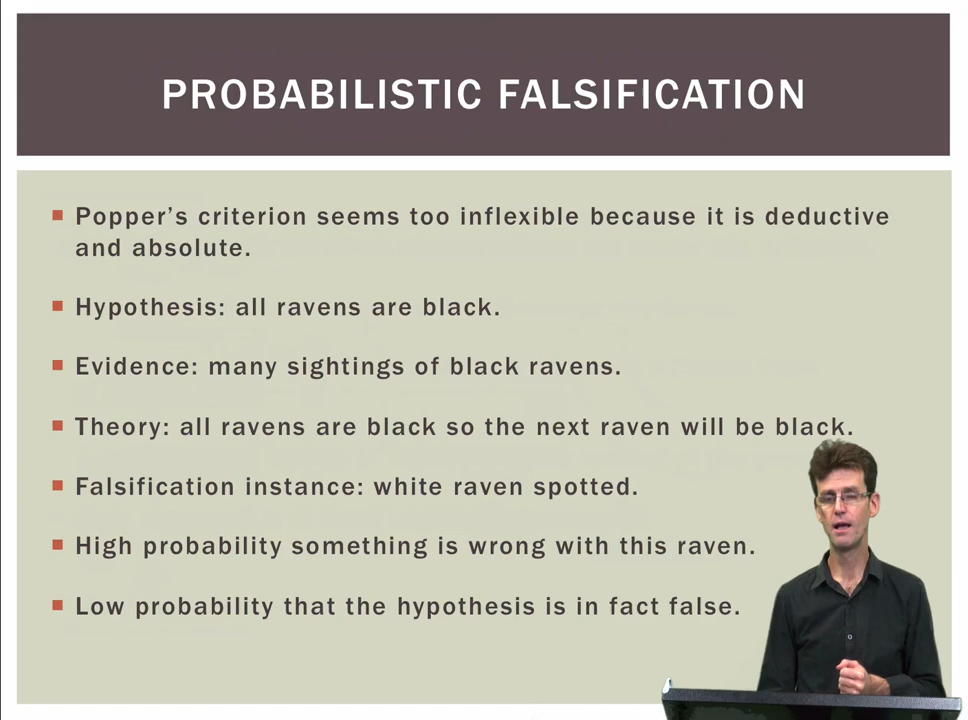 PROBABILISTIC FALSIFICATION
Popper's criterion seems too inflexible because it is deductive
and absolute.
Hypothesis: all ravens are black.
Evidence: many sightings of black ravens.
Theory: all ravens are black so the next raven will be black.
Falsification instance: white raven spotted.
High probability something is wrong with this raven.
Low probability that the hypothesis is in fact false.